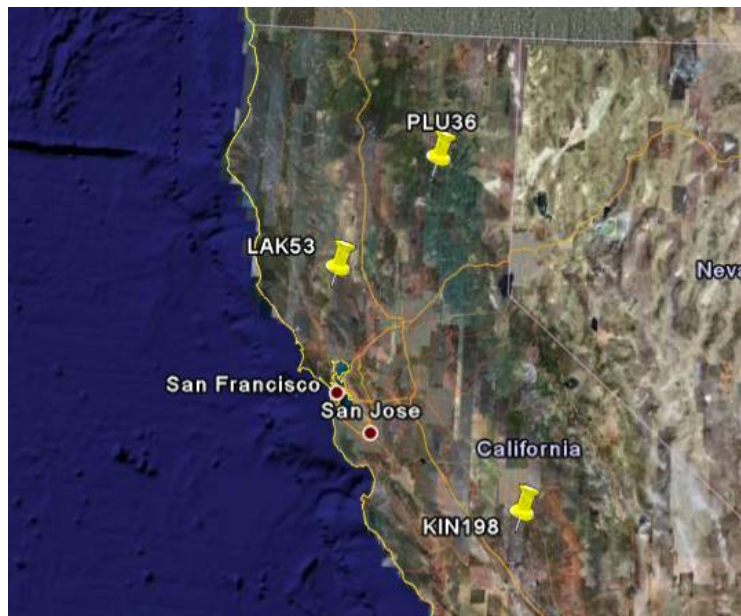 PLU36
LAK53
Neva
San Francisco
San Jose
California
KIN198